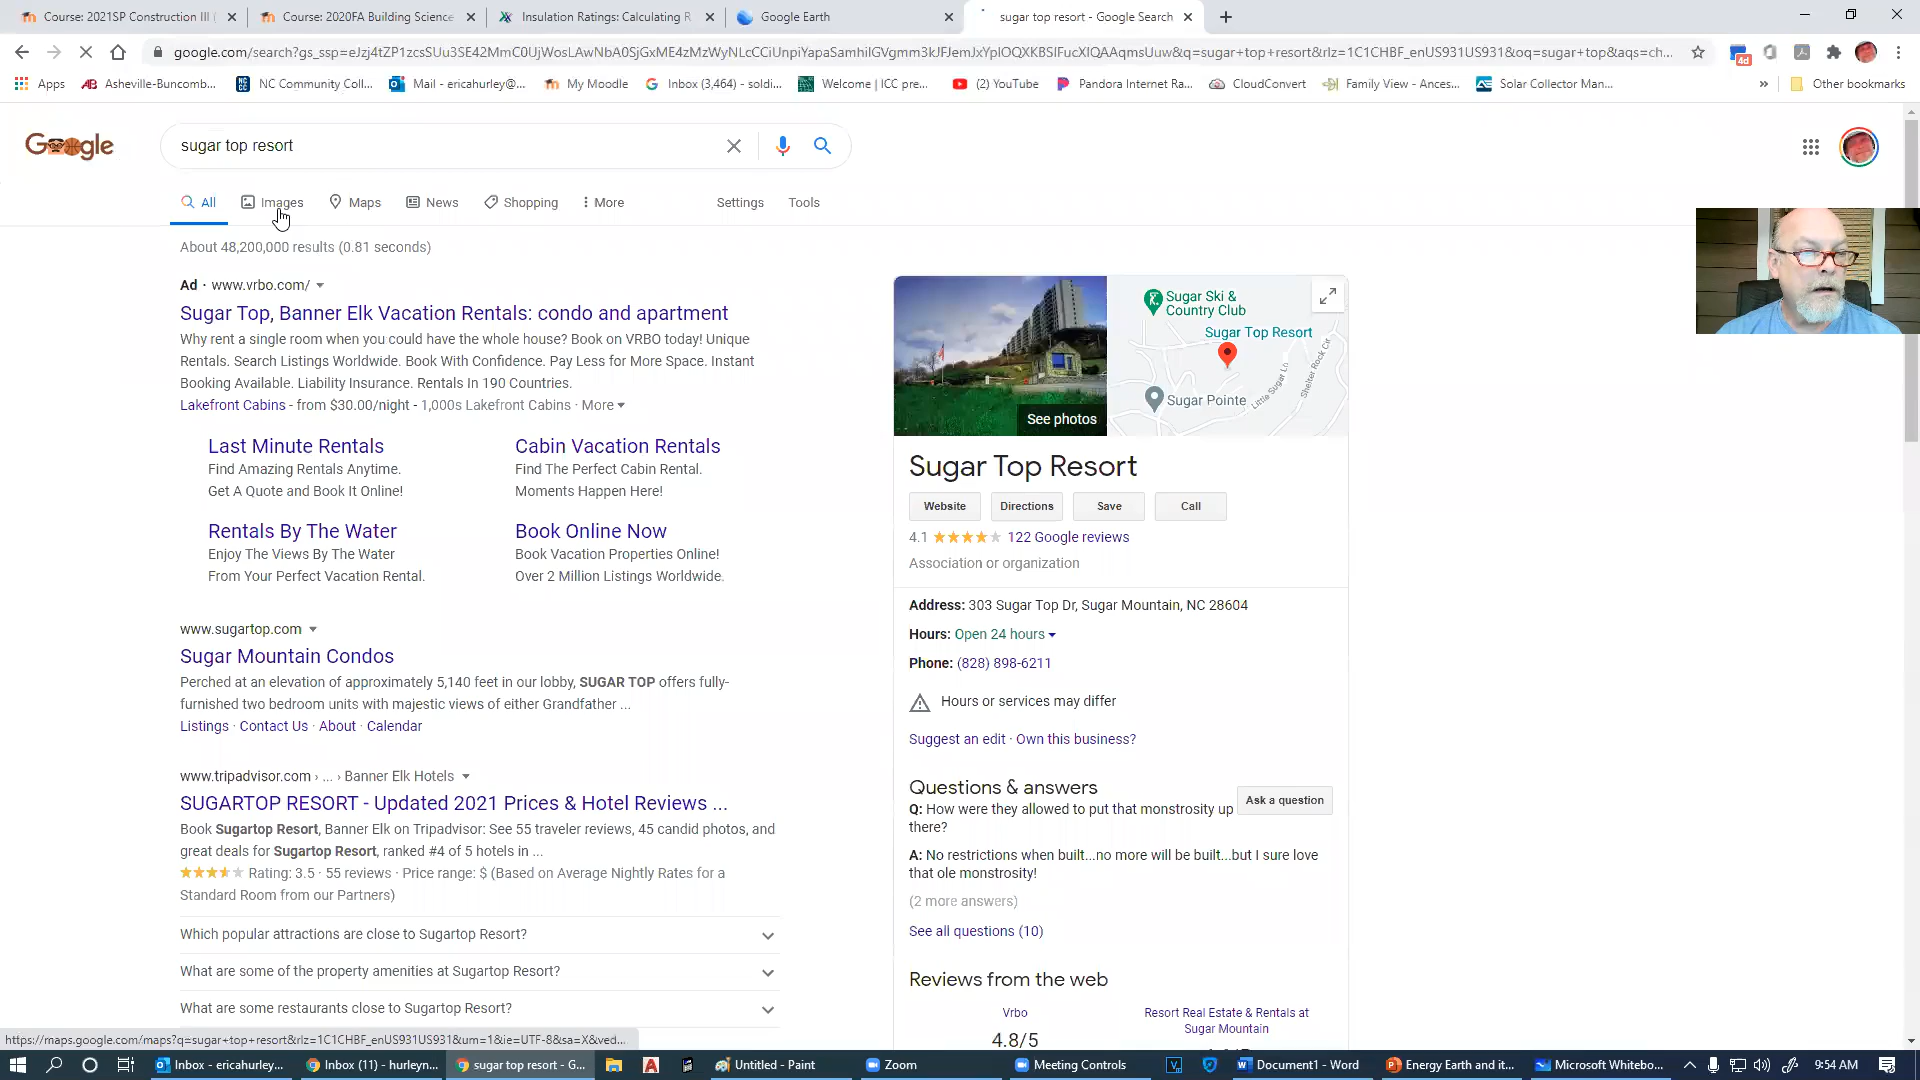 Course: 2021SP Construction III (
Course: 2020FA Building Science
Insulation Ratings: Calculating R
Google Earth
sugar top resort - Google Search
google.com/search?gs_ssp=eJzj4tZP1zcsSUu3SE42MmC0UjWosLAwNbA0SjGxME4zMzWyNLcCCiUnpiYapaSamhilGVgmm3kJFJemJxYplOQXKBSlFucXlQAAqmsUuw&q=sugar+top+resort&rlz=1C1CHBF_enUS931US931&oq=sugar+top&aqs=ch...
4d
Apps
AB Asheville-Buncomb...
NC Community Coll...
Mail - ericahurley@...
My Moodle
Inbox (3,464) - soldi...
Welcome | ICC pre...
(2) YouTube
Pandora Internet Ra...
CloudConvert
Family View - Ances...
Solar Collector Man...
»
Other bookmarks
Google
sugar top resort
All
Images
Maps
News
Shopping
More
Settings
Tools
About 48,200,000 results (0.81 seconds)
Ad · www.vrbo.com/
Sugar Top, Banner Elk Vacation Rentals: condo and apartment
Why rent a single room when you could have the whole house? Book on VRBO today! Unique
Rentals. Search Listings Worldwide. Book With Confidence. Pay Less for More Space. Instant
Booking Available. Liability Insurance. Rentals In 190 Countries.
Lakefront Cabins - from $30.00/night - 1,000s Lakefront Cabins · More
Last Minute Rentals
Find Amazing Rentals Anytime.
Get A Quote and Book It Online!
Cabin Vacation Rentals
Find The Perfect Cabin Rental.
Moments Happen Here!
Rentals By The Water
Enjoy The Views By The Water
From Your Perfect Vacation Rental.
Book Online Now
Book Vacation Properties Online!
Over 2 Million Listings Worldwide.
www.sugartop.com
Sugar Mountain Condos
Perched at an elevation of approximately 5,140 feet in our lobby, SUGAR TOP offers fully-
furnished two bedroom units with majestic views of either Grandfather ...
Listings · Contact Us · About · Calendar
www.tripadvisor.com › ... › Banner Elk Hotels
SUGARTOP RESORT - Updated 2021 Prices & Hotel Reviews ...
Book Sugartop Resort, Banner Elk on Tripadvisor: See 55 traveler reviews, 45 candid photos, and
great deals for Sugartop Resort, ranked #4 of 5 hotels in ...
Rating: 3.5 · 55 reviews · Price range: $ (Based on Average Nightly Rates for a
Standard Room from our Partners)
Which popular attractions are close to Sugartop Resort?
What are some of the property amenities at Sugartop Resort?
What are some restaurants close to Sugartop Resort?
See photos
Sugar Ski &
Country Club
Sugar Top Resort
Sugar Pointe
Little Sugar Ln
Shelter Rock Cir
Sugar Top Resort
Website
Directions
Save
Call
4.1
122 Google reviews
Association or organization
Address: 303 Sugar Top Dr, Sugar Mountain, NC 28604
Hours: Open 24 hours
Phone: (828) 898-6211
Hours or services may differ
Suggest an edit · Own this business?
Questions & answers
Q: How were they allowed to put that monstrosity up
there?
Ask a question
A: No restrictions when built...no more will be built...but I sure love
that ole monstrosity!
(2 more answers)
See all questions (10)
Reviews from the web
Vrbo
4.8/5
Resort Real Estate & Rentals at
Sugar Mountain
https://maps.google.com/maps?q=sugar+top+resort&rlz=1C1CHBF_enUS931US931&um=1&ie=UTF-8&sa=X&ved...
Inbox - ericahurley...
Inbox (11) - hurleyn...
sugar top resort - G...
Untitled - Paint
Zoom
Meeting Controls
Document1 - Word
Energy Earth and it...
Microsoft Whitebo...
9:54 AM